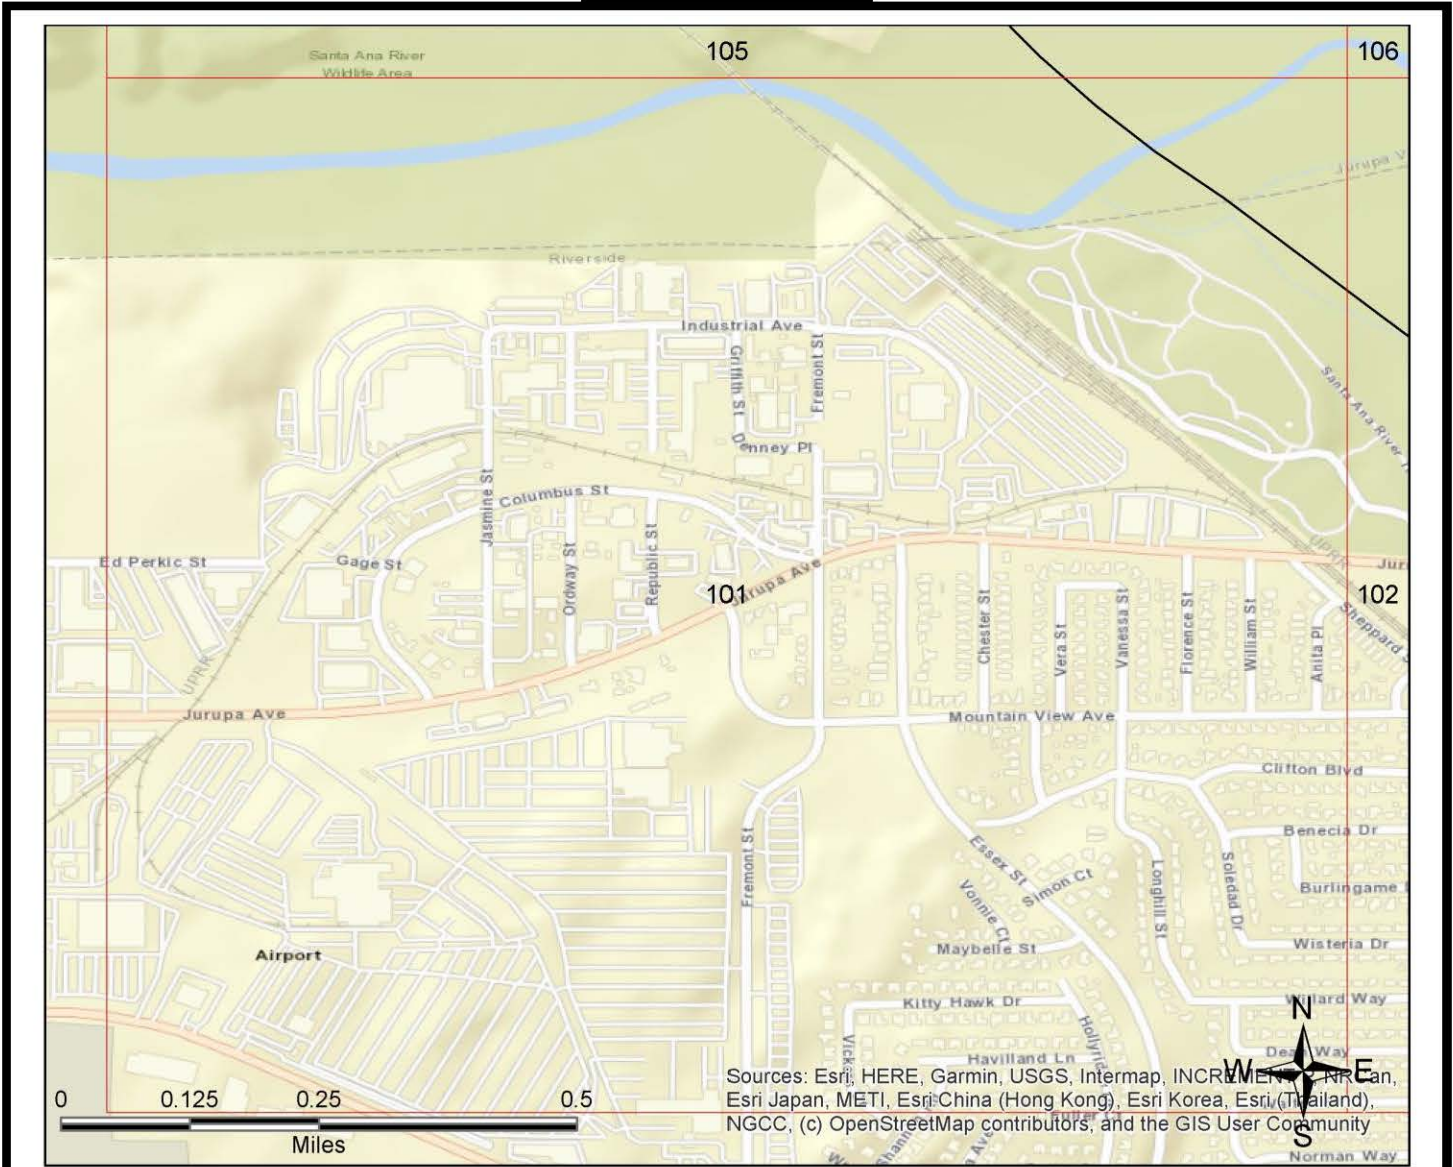 Santa Ana River
Wildlife Area
105
106
Jurupa V
Riverside
Industrial Ave
Griffith St
Fremont St
Denney Pl
Santa Ana River
Jasmine St
Columbus St
Ordway St
Republic St
Ed Perkic St
Gage St
UPRR
Jurupa Ave
101
102
UPRR
Jurupa Ave
Chester St
Vera St
Vanessa St
Florence St
William St
Anita Pl
Sheppard
Mountain View Ave
Clifton Blvd
Benecia Dr
Burlingame
Fremont St
Essex St
Simon Ct
Vonnie Ct
Longhill St
Soledad Dr
Maybelle St
Wisteria Dr
Airport
Kitty Hawk Dr
Willard Way
Havilland Ln
Dean Way
N
W
E
S
0 0.125 0.25 0.5
Miles
Sources: Esri, HERE, Garmin, USGS, Intermap, INCREMENT P, NRCan,
Esri Japan, METI, Esri China (Hong Kong), Esri Korea, Esri (Thailand),
NGCC, (c) OpenStreetMap contributors, and the GIS User Community
Norman Way